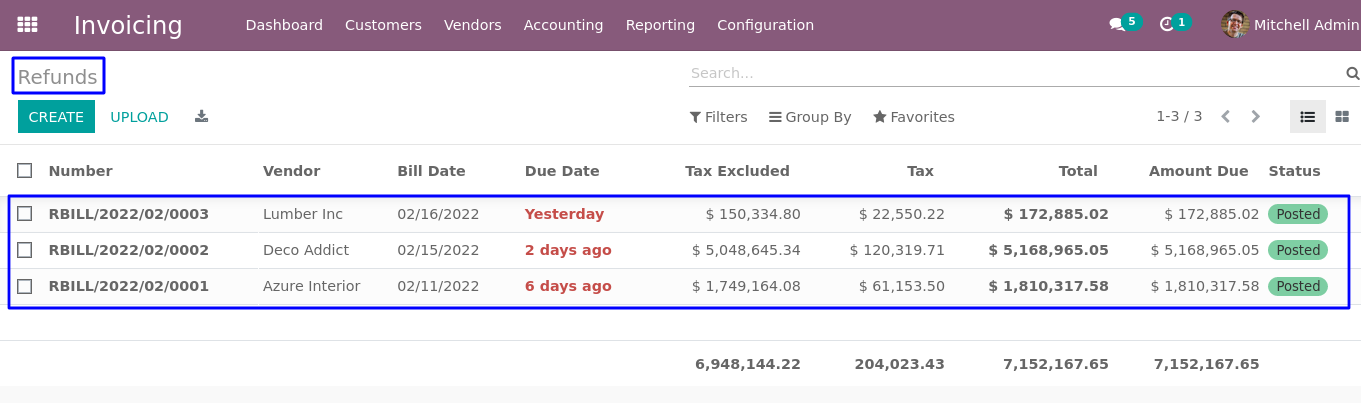 Invoicing Dashboard Customers Vendors Accounting Reporting Configuration 5 1 Mitchell Admin
Refunds Search...
CREATE UPLOAD Filters Group By Favorites 1-3 / 3
Number Vendor Bill Date Due Date Tax Excluded Tax Total Amount Due Status
RBILL/2022/02/0003 Lumber Inc 02/16/2022 Yesterday $ 150,334.80 $ 22,550.22 $ 172,885.02 $ 172,885.02 Posted
RBILL/2022/02/0002 Deco Addict 02/15/2022 2 days ago $ 5,048,645.34 $ 120,319.71 $ 5,168,965.05 $ 5,168,965.05 Posted
RBILL/2022/02/0001 Azure Interior 02/11/2022 6 days ago $ 1,749,164.08 $ 61,153.50 $ 1,810,317.58 $ 1,810,317.58 Posted
6,948,144.22 204,023.43 7,152,167.65 7,152,167.65